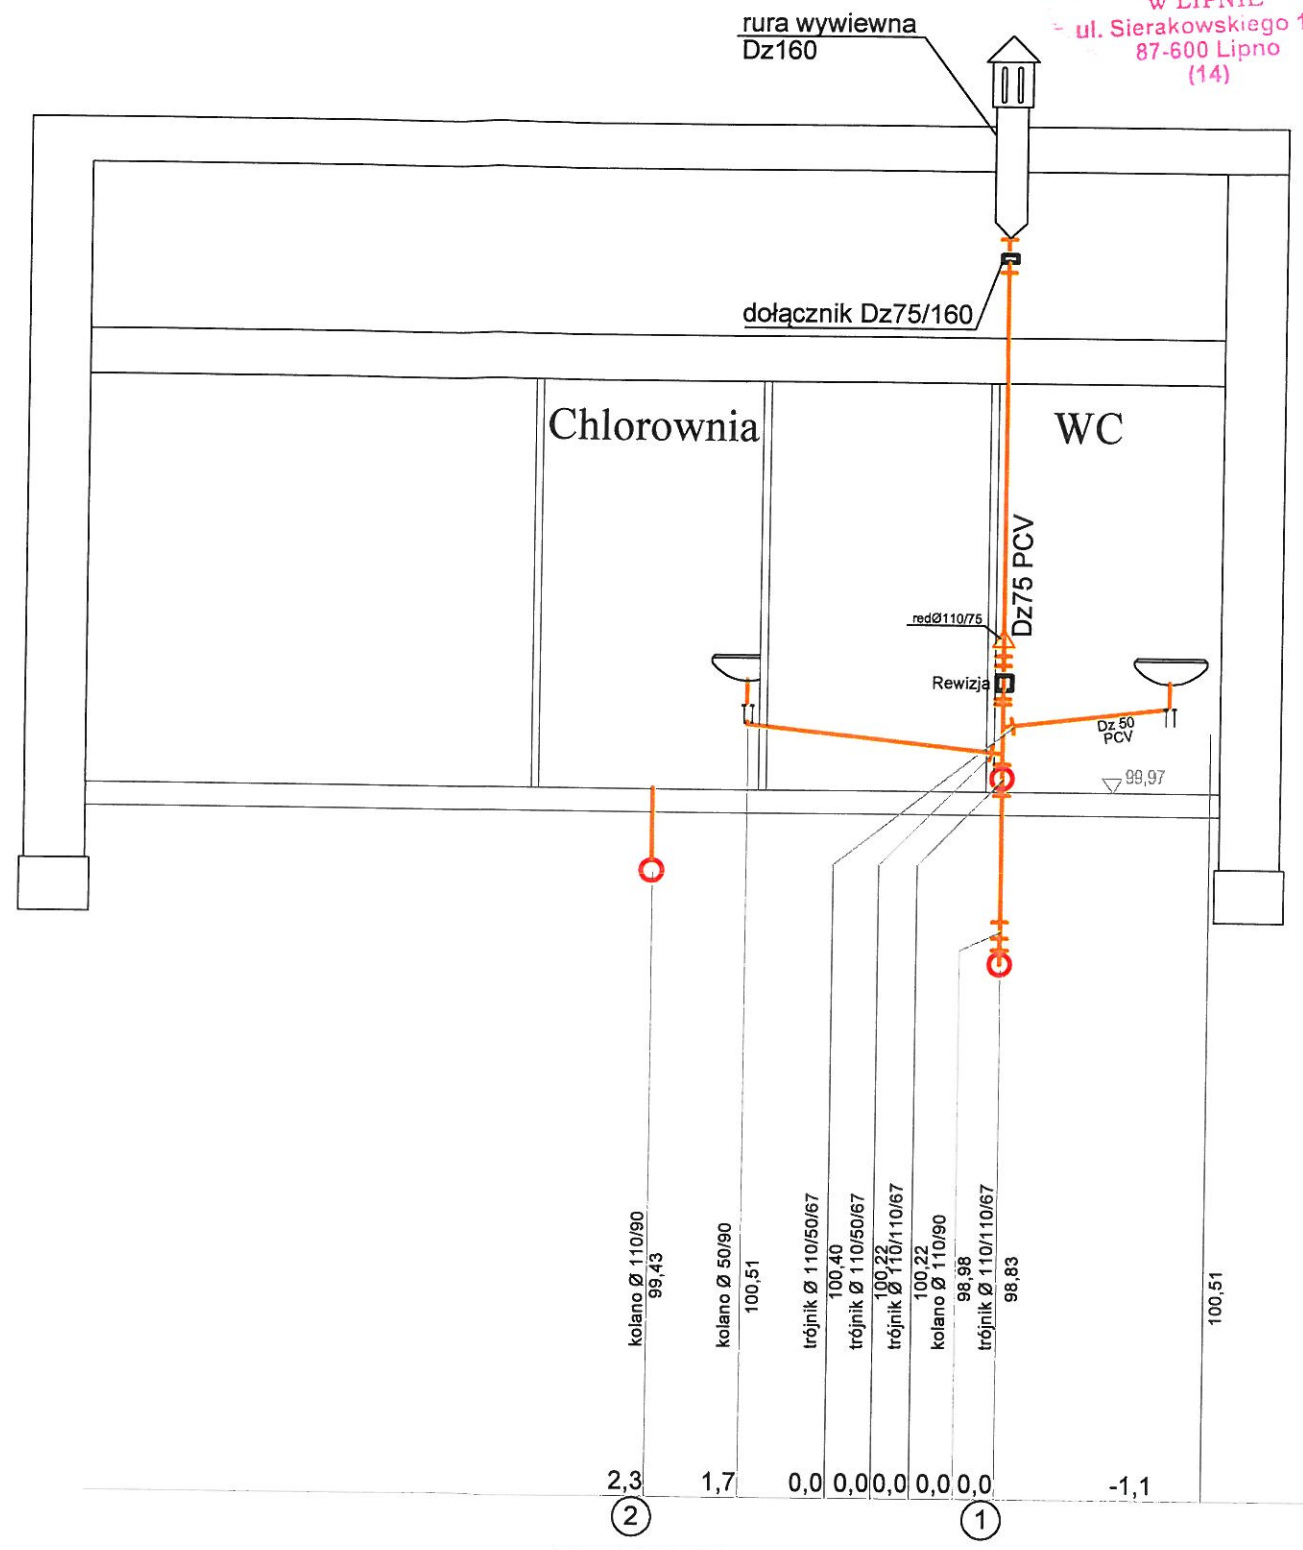 W LIPNIE
ul. Sierakowskiego 1
87-600 Lipno
(14)
rura wywiewna
Dz160
dołącznik Dz75/160
Chlorownia
WC
Dz75 PCV
redØ110/75
Rewizja
Dz 50
PCV
99,97
kolano Ø 110/90
99,43
kolano Ø 50/90
100,51
trójnik Ø 110/50/67
100,40
trójnik Ø 110/50/67
100,22
trójnik Ø 110/110/67
100,22
kolano Ø 110/90
98,98
trójnik Ø 110/110/67
98,83
100,51
2,3
1,7
0,0
0,0
0,0
0,0
0,0
-1,1
2
1